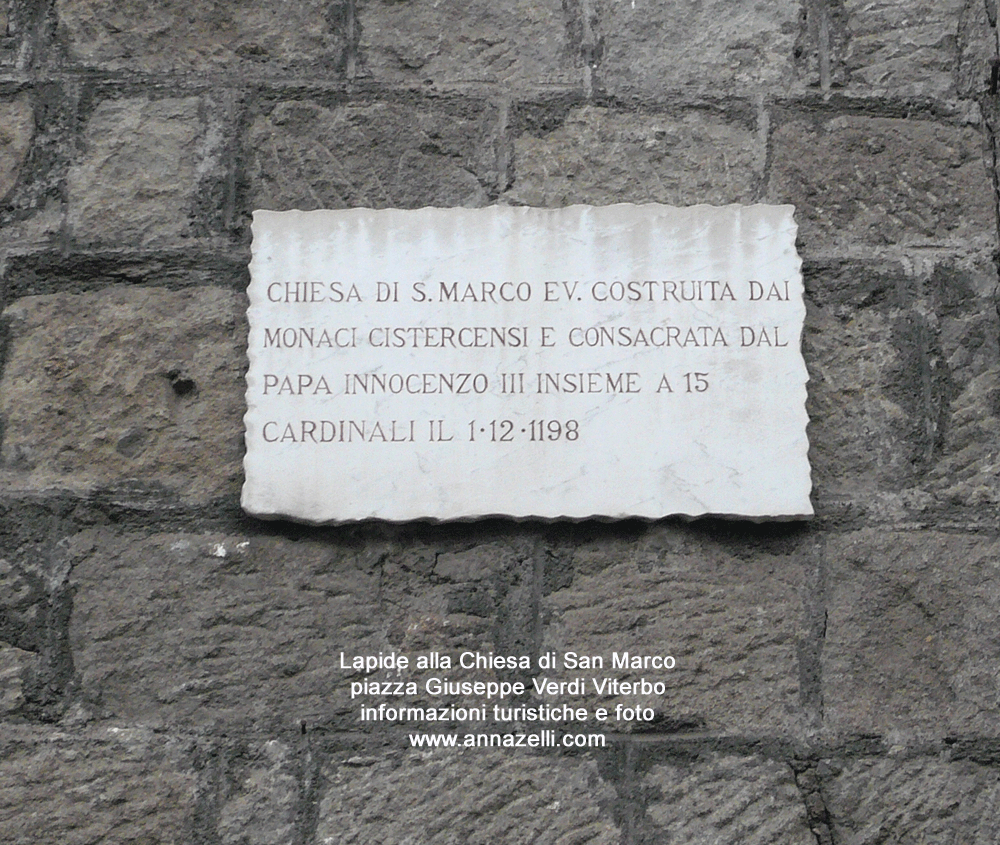 CHIESA DI S. MARCO EV. COSTRUITA DAI
MONACI CISTERCENSI E CONSACRATA DAL
PAPA INNOCENZO III INSIEME A 15
CARDINALI IL 1·12·1198
Lapide alla Chiesa di San Marco
piazza Giuseppe Verdi Viterbo
informazioni turistiche e foto
www.annazelli.com